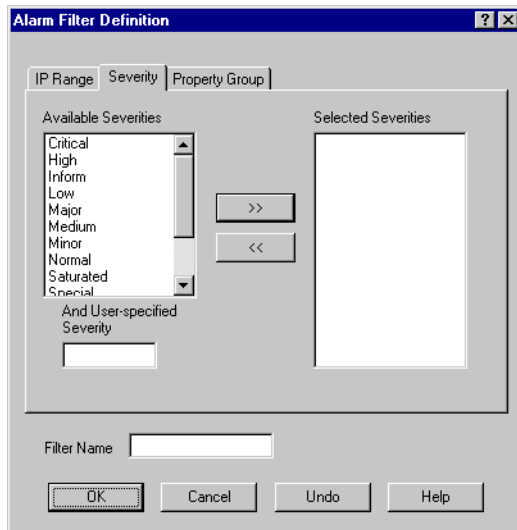 Alarm Filter Definition
IP Range Severity Property Group
Available Severities
Selected Severities
Critical
High
Inform
Low
Major
Medium
Minor
Normal
Saturated
Special
>>
<<
And User-specified
Severity
Filter Name
OK Cancel Undo Help